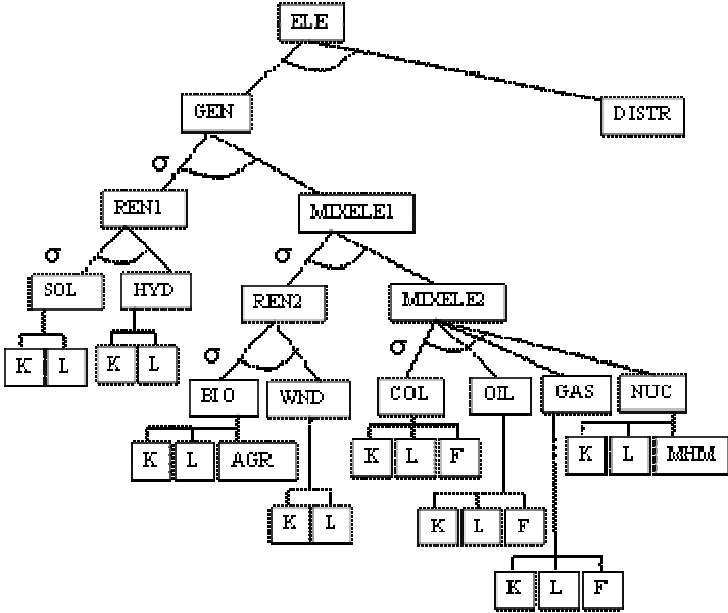 ELE
GEN
DISTR
σ
REN1
MIXELE1
σ
σ
SOL
HYD
REN2
MIXELE2
K L
K L
σ
σ
BIO
WND
COL
OIL
GAS
NUC
K L AGR
K L F
K L MHM
K L
K L F
K L F